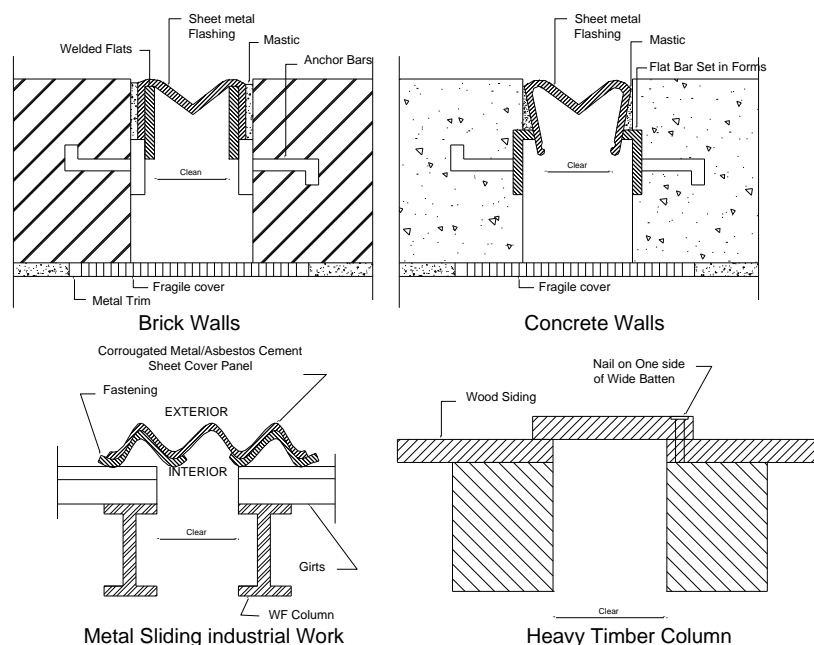 Sheet metal
Flashing
Welded Flats
Mastic
Anchor Bars
Clean
Fragile cover
Metal Trim
Brick Walls
Sheet metal
Flashing
Mastic
Flat Bar Set in Forms
Clear
Fragile cover
Concrete Walls
Corrougated Metal/Asbestos Cement
Sheet Cover Panel
Fastening
EXTERIOR
INTERIOR
Clear
Girts
WF Column
Metal Sliding industrial Work
Nail on One side
of Wide Batten
Wood Siding
Clear
Heavy Timber Column